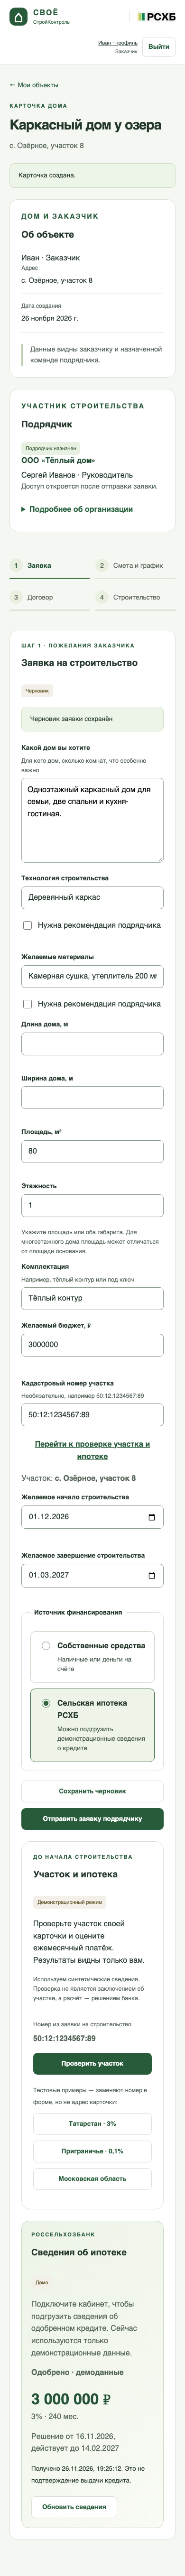 СВОЁ
СтройКонтроль
РСХБ
Иван · профиль
Заказчик
Выйти
← Мои объекты
КАРТОЧКА ДОМА
Каркасный дом у озера
с. Озёрное, участок 8
Карточка создана.
ДОМ И ЗАКАЗЧИК
Об объекте
Иван · Заказчик
Адрес
с. Озёрное, участок 8
Дата создания
26 ноября 2026 г.
Данные видны заказчику и назначенной
команде подрядчика.
УЧАСТНИК СТРОИТЕЛЬСТВА
Подрядчик
Подрядчик назначен
ООО «Тёплый дом»
Сергей Иванов · Руководитель
Доступ откроется после отправки заявки.
▶ Подробнее об организации
1 Заявка
2 Смета и график
3 Договор
4 Строительство
ШАГ 1 · ПОЖЕЛАНИЯ ЗАКАЗЧИКА
Заявка на строительство
Черновик
Черновик заявки сохранён
Какой дом вы хотите
Для кого дом, сколько комнат, что особенно
важно
Одноэтажный каркасный дом для
семьи, две спальни и кухня-
гостиная.
Технология строительства
Деревянный каркас
Нужна рекомендация подрядчика
Желаемые материалы
Камерная сушка, утеплитель 200 мм
Нужна рекомендация подрядчика
Длина дома, м
Ширина дома, м
Площадь, м²
80
Этажность
1
Укажите площадь или оба габарита. Для
многоэтажного дома площадь может отличаться
от площади основания.
Комплектация
Например, тёплый контур или под ключ
Тёплый контур
Желаемый бюджет, ₽
3000000
Кадастровый номер участка
Необязательно, например 50:12:1234567:89
50:12:1234567:89
Перейти к проверке участка и
ипотеке
Участок: с. Озёрное, участок 8
Желаемое начало строительства
01.12.2026
Желаемое завершение строительства
01.03.2027
Источник финансирования
Собственные средства
Наличные или деньги на
счёте
Сельская ипотека
РСХБ
Можно подгрузить
демонстрационные сведения
о кредите
Сохранить черновик
Отправить заявку подрядчику
ДО НАЧАЛА СТРОИТЕЛЬСТВА
Участок и ипотека
Демонстрационный режим
Проверьте участок своей
карточки и оцените
ежемесячный платёж.
Результаты видны только вам.
Используем синтетические сведения.
Проверка не является заключением об
участке, а расчёт — решением банка.
Номер из заявки на строительство
50:12:1234567:89
Проверить участок
Тестовые примеры — заменяют номер в
форме, но не адрес карточки:
Татарстан · 3%
Приграничье · 0,1%
Московская область
РОССЕЛЬХОЗБАНК
Сведения об ипотеке
Демо
Подключите кабинет, чтобы
подгрузить сведения об
одобренном кредите. Сейчас
используются только
демонстрационные данные.
Одобрено · демоданные
3 000 000 ₽
3% · 240 мес.
Решение от 16.11.2026,
действует до 14.02.2027
Получено 26.11.2026, 19:25:12. Это не
подтверждение выдачи кредита.
Обновить сведения